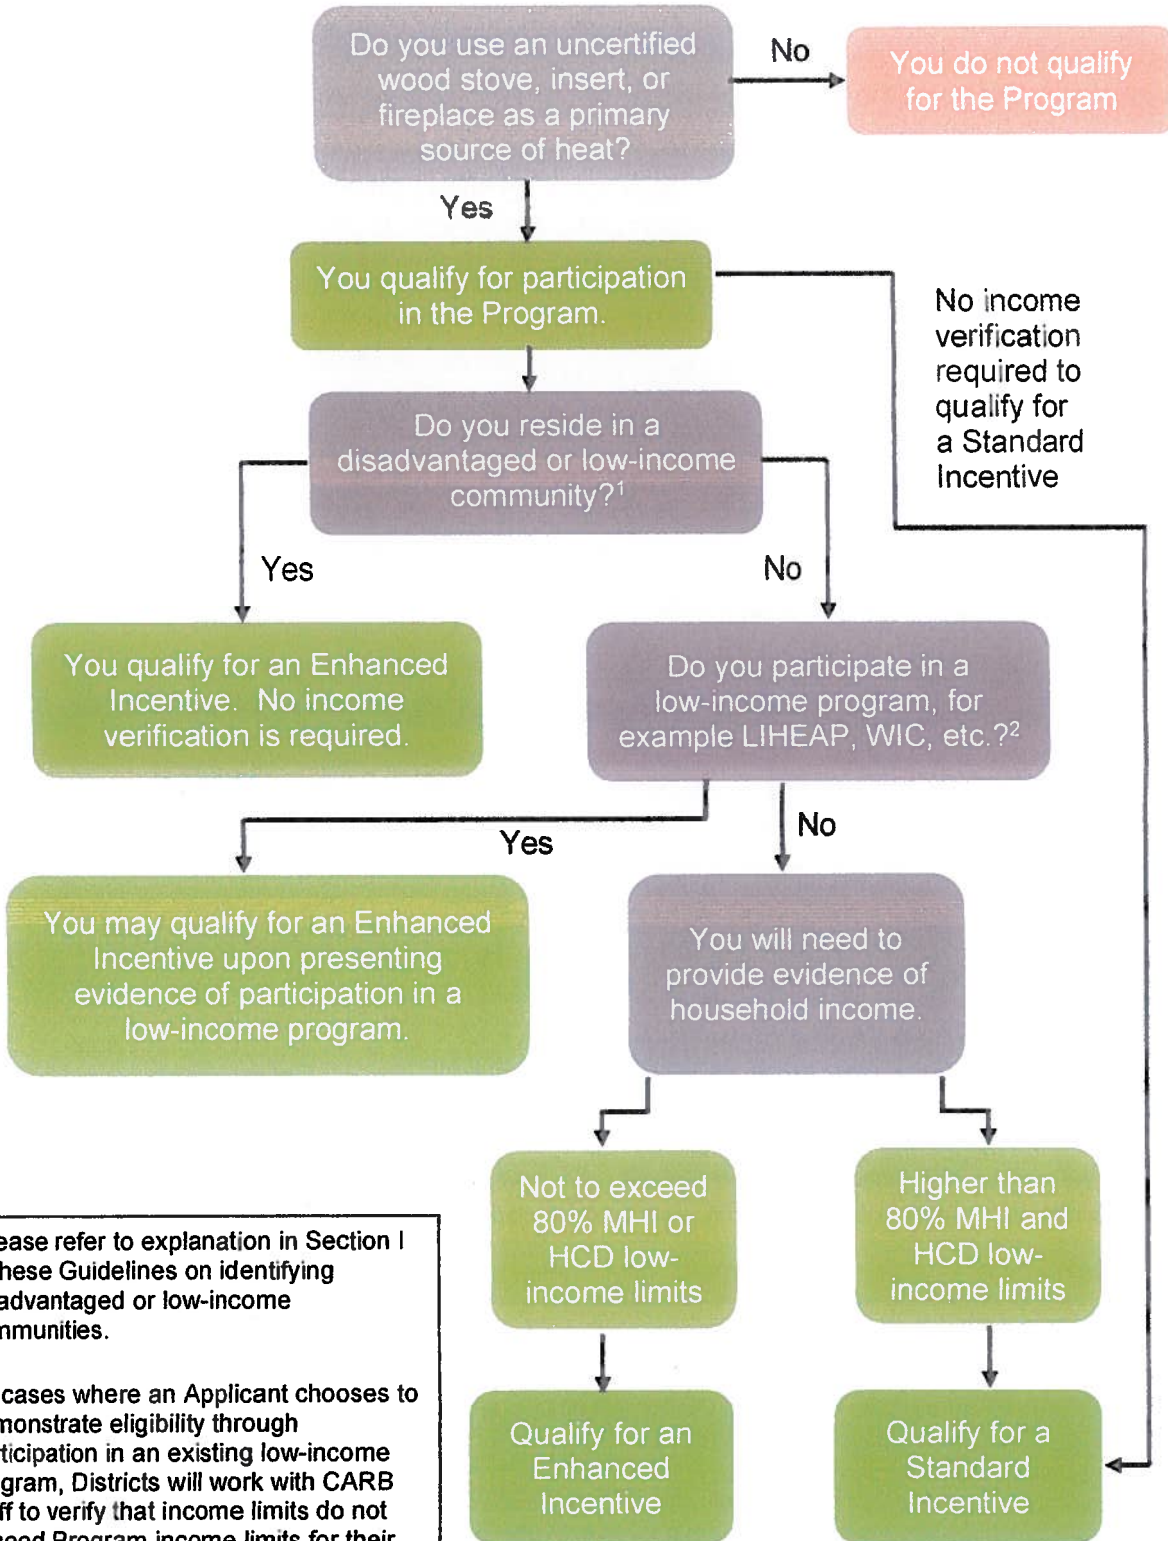 Do you use an uncertified
wood stove, insert, or
fireplace as a primary
source of heat?
No
You do not qualify
for the Program
Yes
You qualify for participation
in the Program.
No income
verification
required to
qualify for
a Standard
Incentive
Do you reside in a
disadvantaged or low-income
community?1
Yes
No
You qualify for an Enhanced
Incentive. No income
verification is required.
Do you participate in a
low-income program, for
example LIHEAP, WIC, etc.?2
Yes
No
You may qualify for an Enhanced
Incentive upon presenting
evidence of participation in a
low-income program.
You will need to
provide evidence of
household income.
Not to exceed
80% MHI or
HCD low-
income limits
Higher than
80% MHI and
HCD low-
income limits
Qualify for an
Enhanced
Incentive
Qualify for a
Standard
Incentive
ease refer to explanation in Section I
hese Guidelines on identifying
advantaged or low-income
mmunities.
cases where an Applicant chooses to
monstrate eligibility through
ticipation in an existing low-income
gram, Districts will work with CARB
ff to verify that income limits do not
Program income limits for their